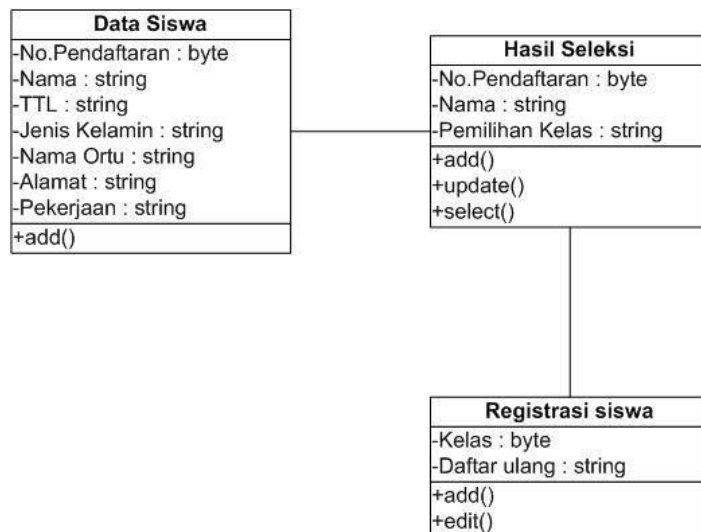 Data Siswa
-No.Pendaftaran : byte
-Nama : string
-TTL : string
-Jenis Kelamin : string
-Nama Ortu : string
-Alamat : string
-Pekerjaan : string
+add()
Hasil Seleksi
-No.Pendaftaran : byte
-Nama : string
-Pemilihan Kelas : string
+add()
+update()
+select()
Registrasi siswa
-Kelas : byte
-Daftar ulang : string
+add()
+edit()